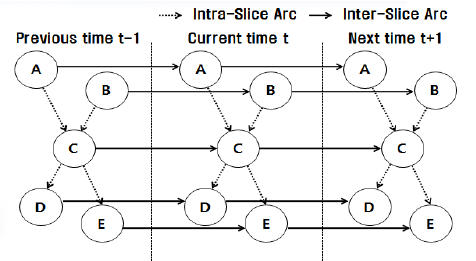 Intra-Slice Arc Inter-Slice Arc
Previous time t-1 Current time t Next time t+1
A A A
B B B
C C C
D D D
E E E